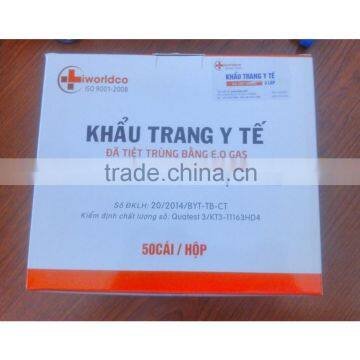 iworldco
ISO 9001-2008
KHẨU TRANG Y TẾ
KHẨU TRANG Y TẾ
ĐÃ TIỆT TRÙNG BẰNG E.O GAS
trade.china.cn
Số ĐKLH: 20/2014/BYT-TB-CT
Kiểm định chất lượng số: Quatest 3/KT3-11163HD4
50CÁI / HỘP